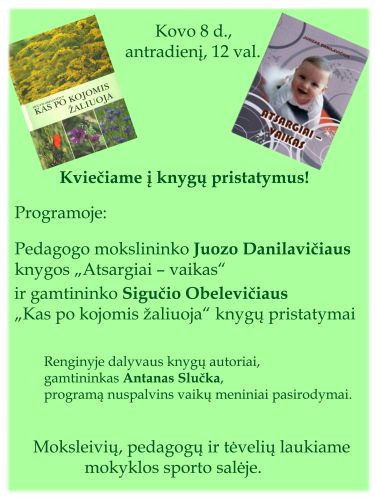 Kovo 8 d.,
antradienį, 12 val.
KAS PO KOJOMIS
ŽALIUOJA
JUOZAS DANILAVIČIUS
ATSARGIAI –
VAIKAS
Kviečiame į knygų pristatymus!
Programoje:
Pedagogo mokslininko Juozo Danilavičiaus
knygos „Atsargiai – vaikas“
ir gamtininko Sigučio Obelevičiaus
„Kas po kojomis žaliuoja“ knygų pristatymai
Renginyje dalyvaus knygų autoriai,
gamtininkas Antanas Slučka,
programą nuspalvins vaikų meniniai pasirodymai.
Moksleivių, pedagogų ir tėvelių laukiame
mokyklos sporto salėje.